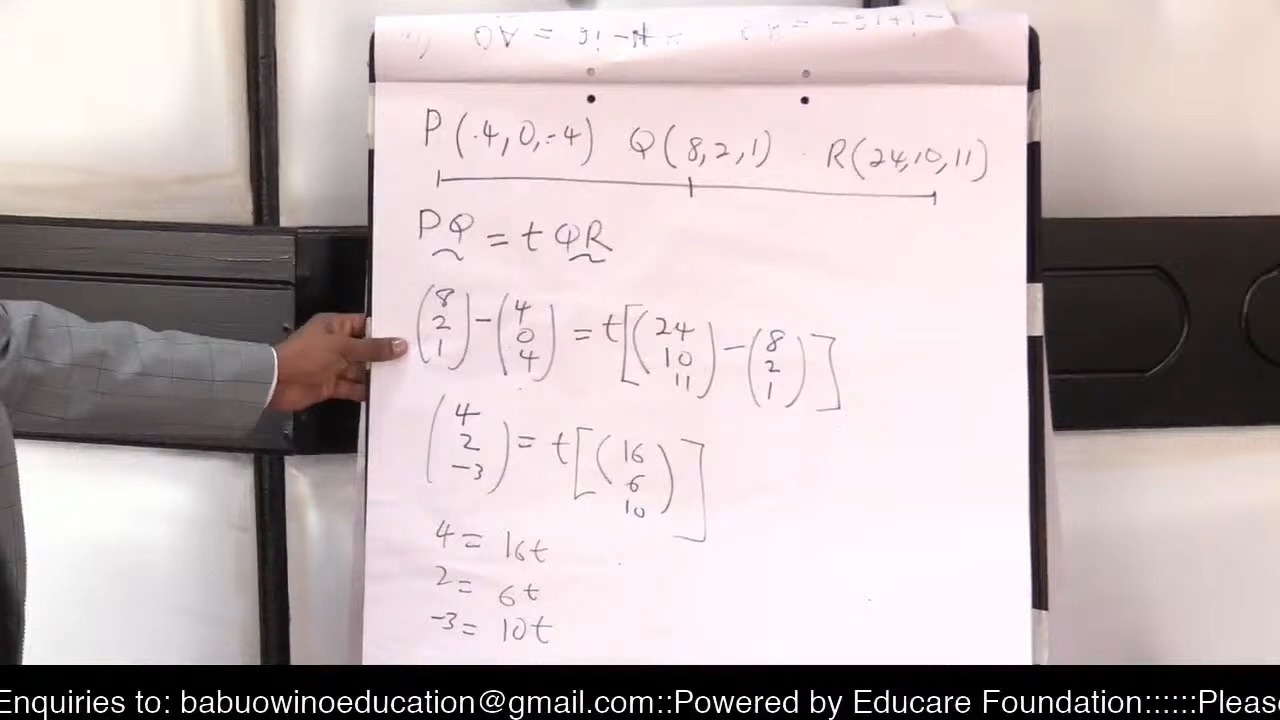 P(4,0,-4) Q(8,2,1) R(24,10,11)
PQ = t QR
(8 2 1) - (4 0 4) = t[(24 10 11) - (8 2 1)]
(4 2 -3) = t[(16 6 10)]
4 = 16t
2 = 6t
-3 = 10t
Enquiries to: babuowinoeducation@gmail.com::Powered by Educare Foundation::::::Pleas